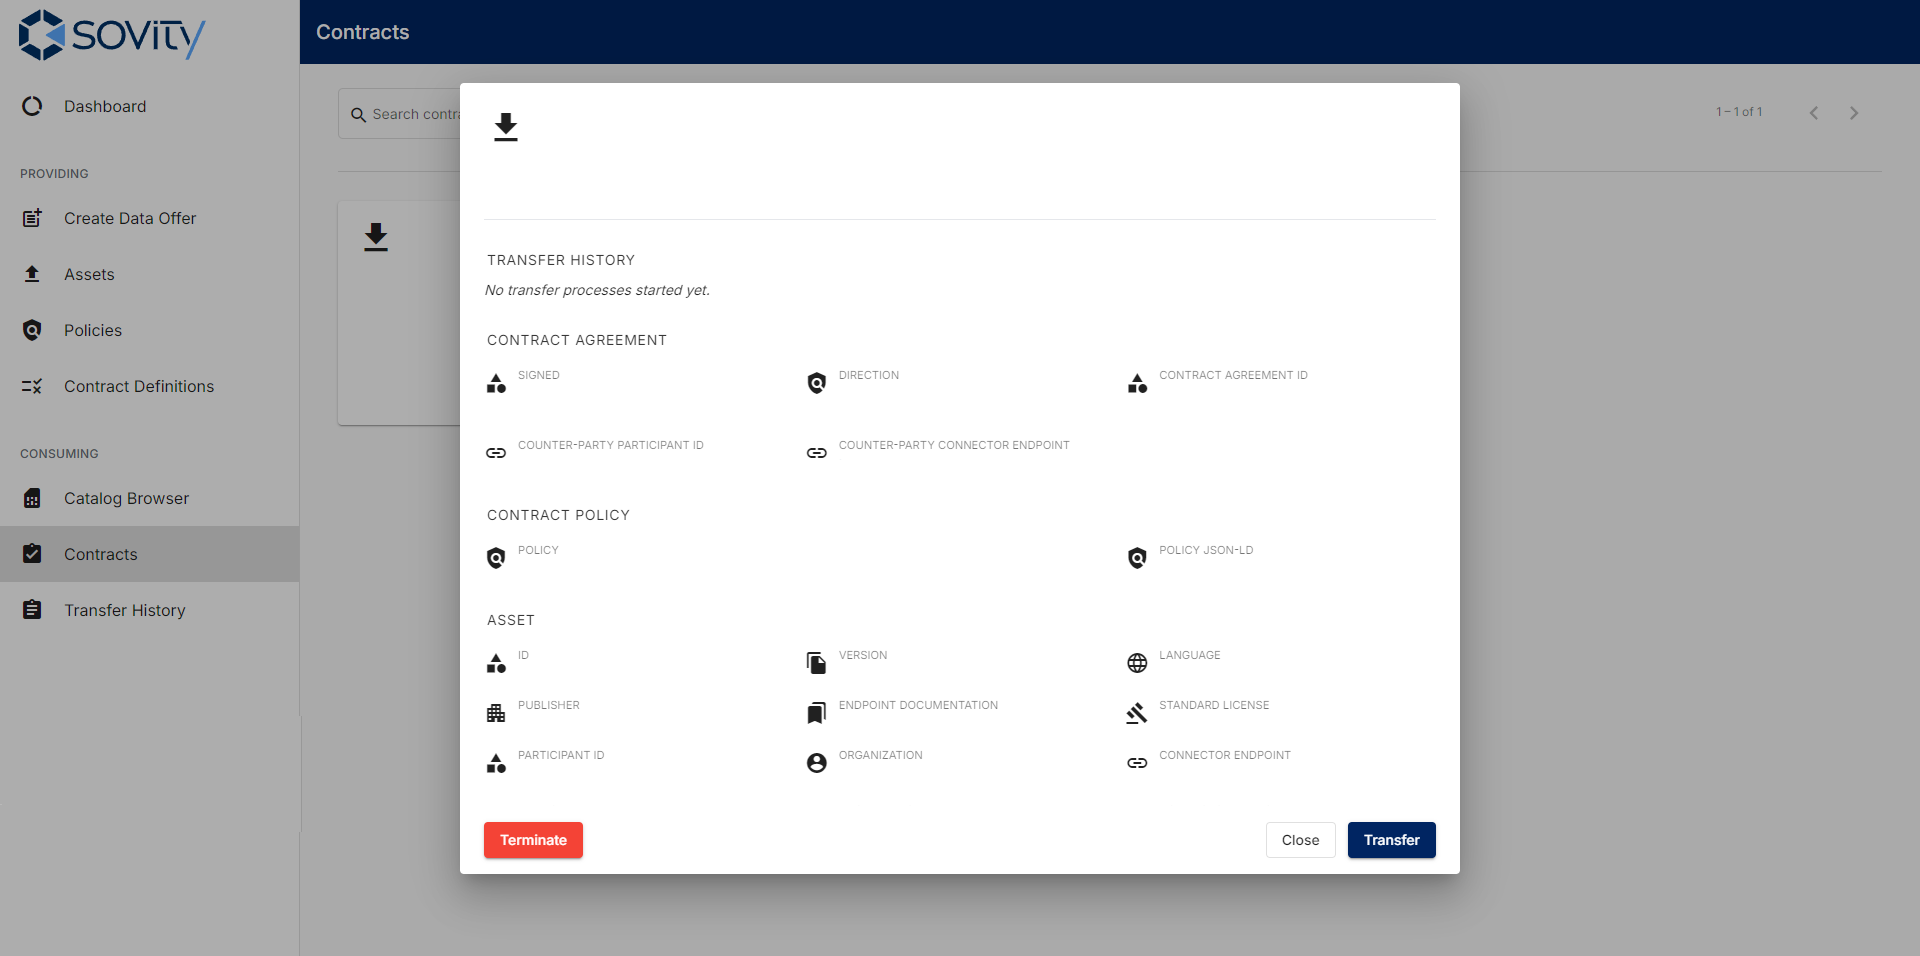 sovity
Contracts
Dashboard
Search contra
1 – 1 of 1
PROVIDING
Create Data Offer
Assets
Policies
Contract Definitions
CONSUMING
Catalog Browser
Contracts
Transfer History
TRANSFER HISTORY
No transfer processes started yet.
CONTRACT AGREEMENT
SIGNED
DIRECTION
CONTRACT AGREEMENT ID
COUNTER-PARTY PARTICIPANT ID
COUNTER-PARTY CONNECTOR ENDPOINT
CONTRACT POLICY
POLICY
POLICY JSON-LD
ASSET
ID
VERSION
LANGUAGE
PUBLISHER
ENDPOINT DOCUMENTATION
STANDARD LICENSE
PARTICIPANT ID
ORGANIZATION
CONNECTOR ENDPOINT
Terminate
Close
Transfer